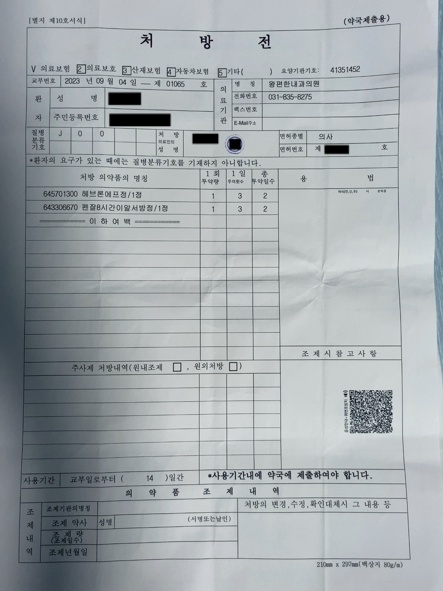 [별지 제10호서식]
(약국제출용)
처 방 전
V 의료보험 2 의료보호 3 산재보험 4 자동차보험 5 기타( ) 요양기관기호: 41351452
교부번호 2023 년 09 월 04 일 — 제 01065 호
의료기관
명 칭 왕편한내과의원
전화번호 031-835-8275
팩스번호
E-Mail주소
환자
성 명
주민등록번호
질병분류기호 J 0 0
처 방 의료인의 성 명
면허종별 의사
면허번호 제 호
*환자의 요구가 있는 때에는 질병분류기호를 기재하지 아니합니다.
처방 의약품의 명칭
1 회 투약량
1 일 투여횟수
총 투약일수
용 법
645701300 헤브론에프정/1정 1 3 2
643306670 펜잘8시간이알서방정/1정 1 3 2
이 하 여 백
조 제 시 참 고 사 항
주사제 처방내역(원내조제 , 원외처방 )
사용기간 교부일로부터 ( 14 )일간 *사용기간내에 약국에 제출하여야 합니다.
의 약 품 조 제 내 역
조제내역
조제기관의명칭
처방의 변경,수정,확인대체시 그 내용 등
조제 약사 성명 (서명또는날인)
조 제 량 (조제일수)
조제년월일
210mm x 297mm(백상지 80g/m)